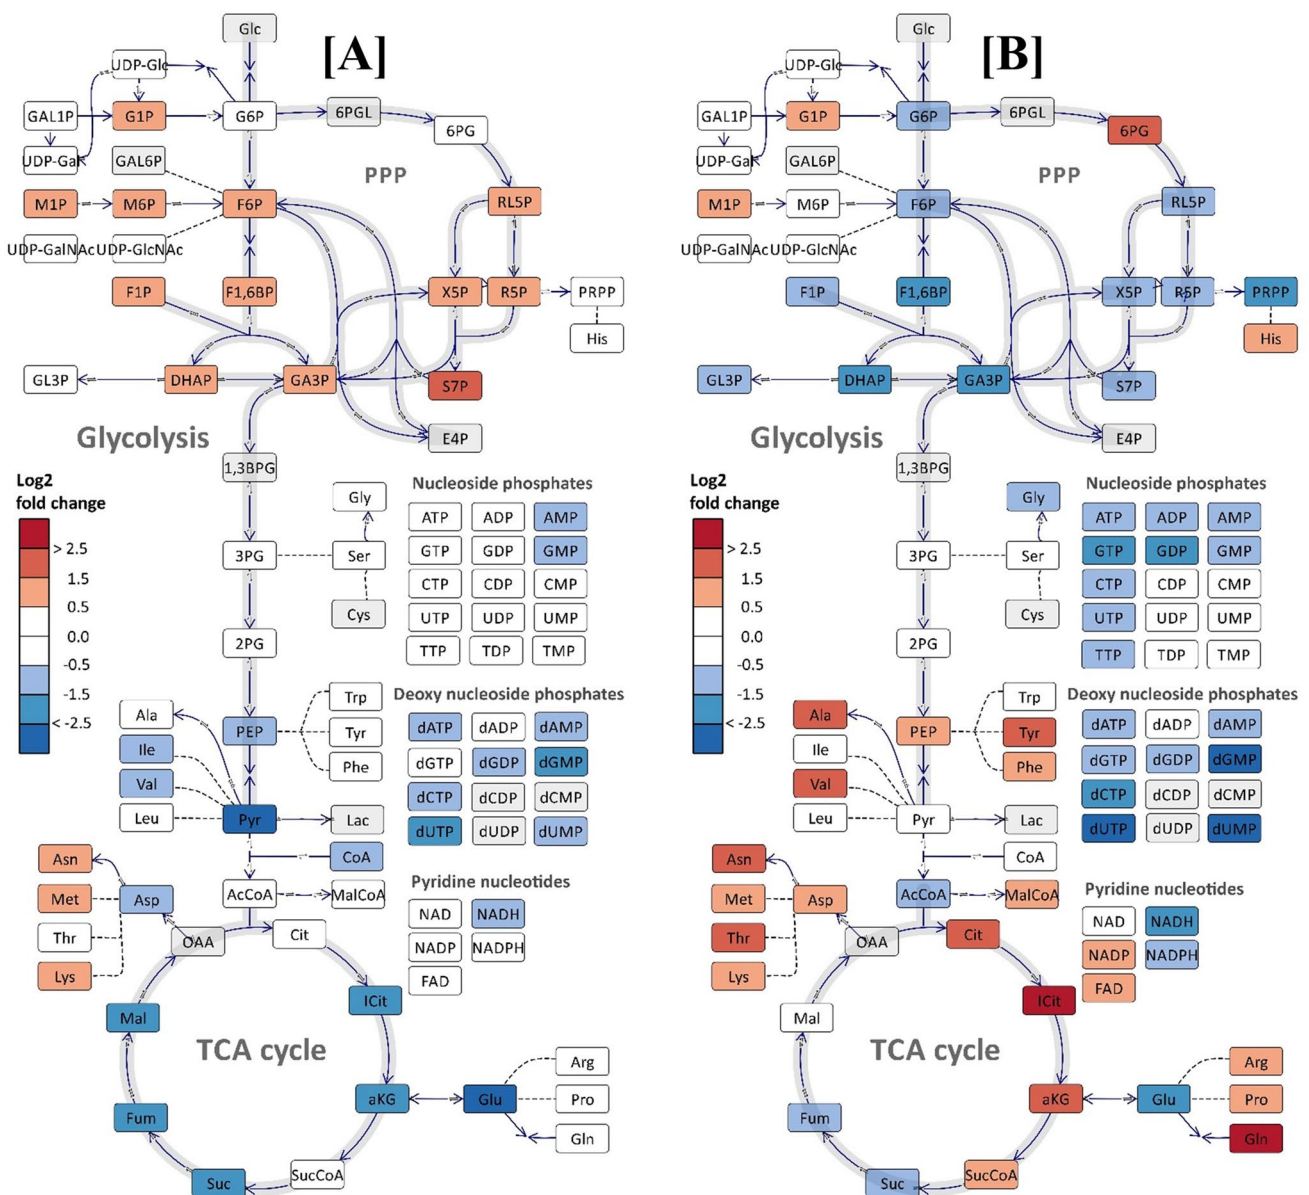 [A]
Glc
UDP-Glc
GAL1P
G1P
G6P
6PGL
6PG
UDP-Gal
GAL6P
PPP
M1P
M6P
F6P
RL5P
UDP-GalNAc
UDP-GlcNAc
F1P
F1,6BP
X5P
R5P
PRPP
His
GL3P
DHAP
GA3P
S7P
Glycolysis
E4P
1,3BPG
Log2
fold change
> 2.5
1.5
0.5
0.0
-0.5
-1.5
< -2.5
Gly
3PG
Ser
Cys
2PG
Nucleoside phosphates
ATP ADP AMP
GTP GDP GMP
CTP CDP CMP
UTP UDP UMP
TTP TDP TMP
Trp
Ala
PEP
Tyr
Ile
Phe
Val
Leu
Pyr
Lac
Deoxy nucleoside phosphates
dATP dADP dAMP
dGTP dGDP dGMP
dCTP dCDP dCMP
dUTP dUDP dUMP
CoA
Asn
AcCoA
MalCoA
Met
Asp
Thr
OAA
Cit
Lys
Pyridine nucleotides
NAD NADH
NADP NADPH
FAD
ICit
Mal
TCA cycle
Arg
aKG
Glu
Pro
Fum
Gln
SucCoA
Suc
[B]
Glc
UDP-Glc
GAL1P
G1P
G6P
6PGL
6PG
UDP-Gal
GAL6P
PPP
M1P
M6P
F6P
RL5P
UDP-GalNAc
UDP-GlcNAc
F1P
F1,6BP
X5P
R5P
PRPP
His
GL3P
DHAP
GA3P
S7P
Glycolysis
E4P
1,3BPG
Log2
fold change
> 2.5
1.5
0.5
0.0
-0.5
-1.5
< -2.5
Gly
3PG
Ser
Cys
2PG
Nucleoside phosphates
ATP ADP AMP
GTP GDP GMP
CTP CDP CMP
UTP UDP UMP
TTP TDP TMP
Trp
Ala
PEP
Tyr
Ile
Phe
Val
Leu
Pyr
Lac
Deoxy nucleoside phosphates
dATP dADP dAMP
dGTP dGDP dGMP
dCTP dCDP dCMP
dUTP dUDP dUMP
CoA
Asn
AcCoA
MalCoA
Met
Asp
Thr
OAA
Cit
Lys
Pyridine nucleotides
NAD NADH
NADP NADPH
FAD
ICit
Mal
TCA cycle
Arg
aKG
Glu
Pro
Fum
Gln
SucCoA
Suc